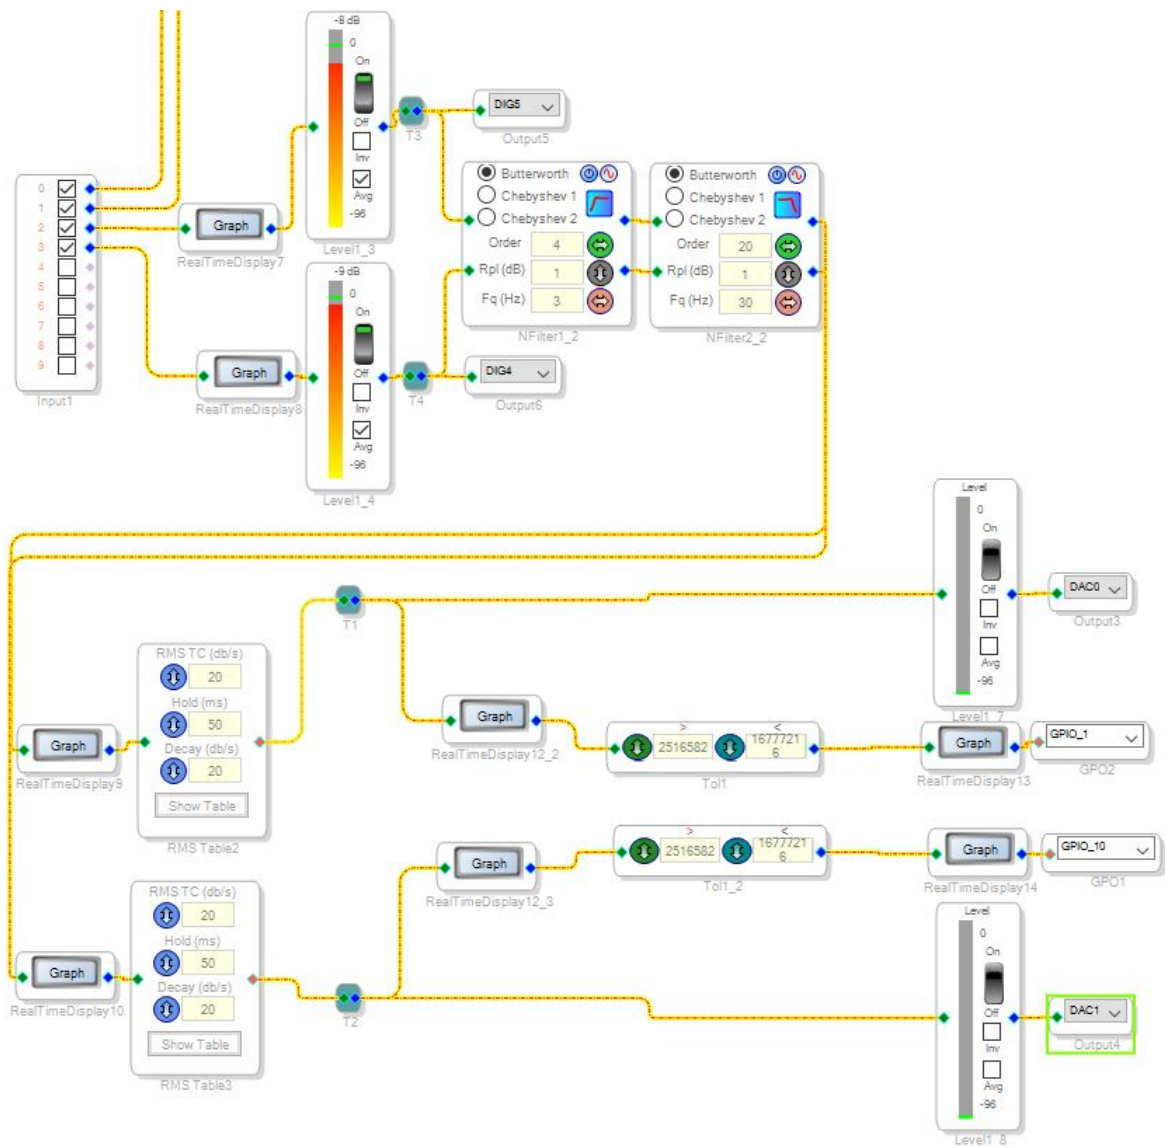 -8 dB
0
On
Off
Inv
Avg
-96
Level1_3
T3
DIG5
Output5
0
1
2
3
4
5
6
7
8
9
Input1
Graph
RealTimeDisplay7
Graph
RealTimeDisplay8
-9 dB
0
On
Off
Inv
Avg
-96
Level1_4
T4
DIG4
Output6
Butterworth
Chebyshev 1
Chebyshev 2
Order 4
Rpl (dB) 1
Fq (Hz) 3
NFilter1_2
Butterworth
Chebyshev 1
Chebyshev 2
Order 20
Rpl (dB) 1
Fq (Hz) 30
NFilter2_2
Level
0
On
Off
Inv
Avg
-96
Level1_7
DAC0
Output3
T1
RMS TC (db/s)
20
Hold (ms)
50
Decay (db/s)
20
Show Table
RMS Table2
Graph
RealTimeDisplay9
Graph
RealTimeDisplay12_2
> <
2516582
1677721
6
Tol1
Graph
RealTimeDisplay13
GPIO_1
GPO2
Graph
RealTimeDisplay12_3
> <
2516582
1677721
6
Tol1_2
Graph
RealTimeDisplay14
GPIO_10
GPO1
RMS TC (db/s)
20
Hold (ms)
50
Decay (db/s)
20
Show Table
RMS Table3
Graph
RealTimeDisplay10
T2
Level
0
On
Off
Inv
Avg
-96
Level1_8
DAC1
Output4